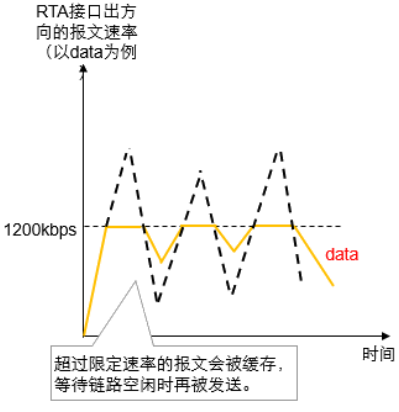 RTA接口出方
向的报文速率
（以data为例
）
1200kbps
data
时间
超过限定速率的报文会被缓存，
等待链路空闲时再被发送。